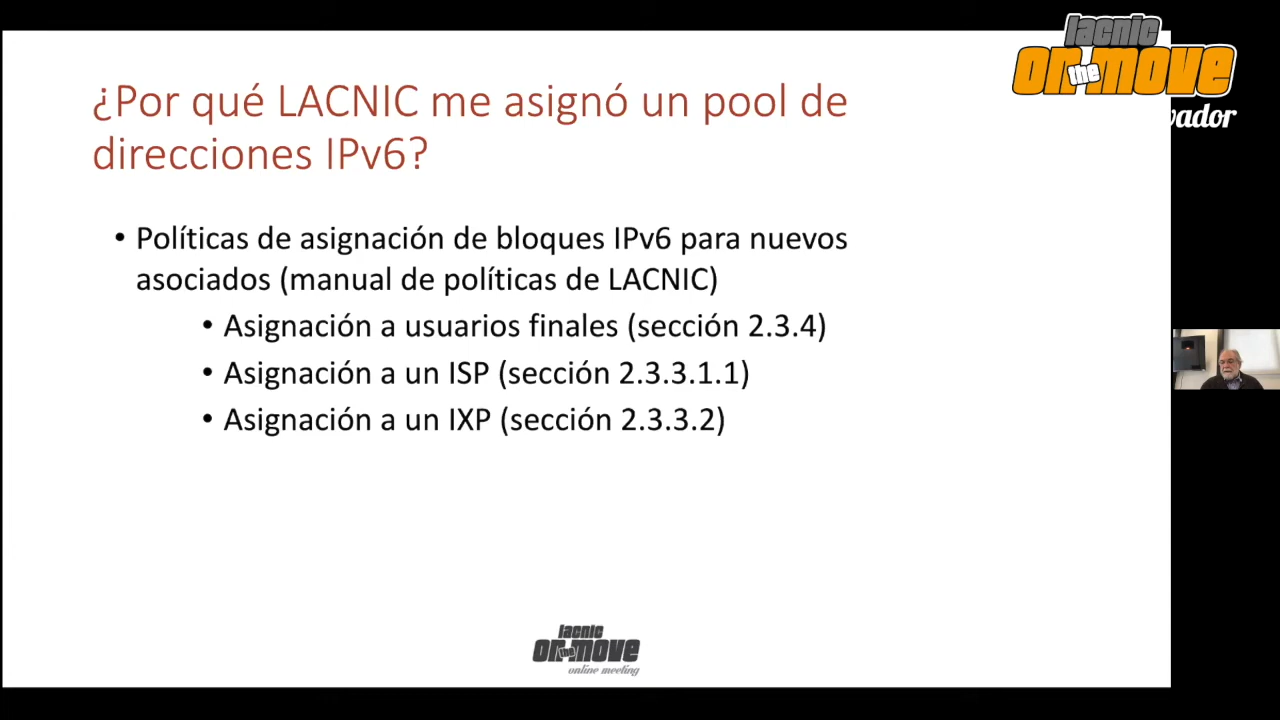 lacnic
on the move
vador
¿Por qué LACNIC me asignó un pool de
direcciones IPv6?
• Políticas de asignación de bloques IPv6 para nuevos
asociados (manual de políticas de LACNIC)
• Asignación a usuarios finales (sección 2.3.4)
• Asignación a un ISP (sección 2.3.3.1.1)
• Asignación a un IXP (sección 2.3.3.2)
lacnic
on the move
online meeting